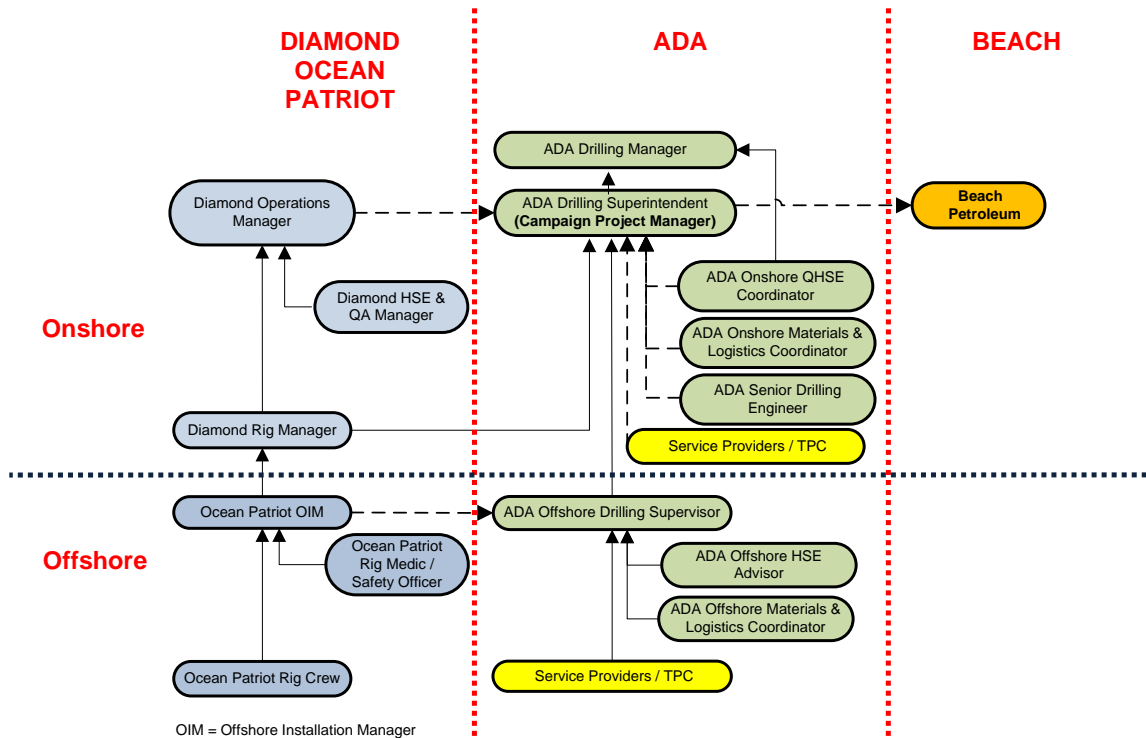 DIAMOND
OCEAN
PATRIOT
ADA
BEACH
ADA Drilling Manager
Diamond Operations
Manager
ADA Drilling Superintendent
(Campaign Project Manager)
Beach
Petroleum
Diamond HSE &
QA Manager
ADA Onshore QHSE
Coordinator
Onshore
ADA Onshore Materials &
Logistics Coordinator
ADA Senior Drilling
Engineer
Diamond Rig Manager
Service Providers / TPC
Ocean Patriot OIM
ADA Offshore Drilling Supervisor
Offshore
Ocean Patriot
Rig Medic /
Safety Officer
ADA Offshore HSE
Advisor
ADA Offshore Materials &
Logistics Coordinator
Ocean Patriot Rig Crew
Service Providers / TPC
OIM = Offshore Installation Manager